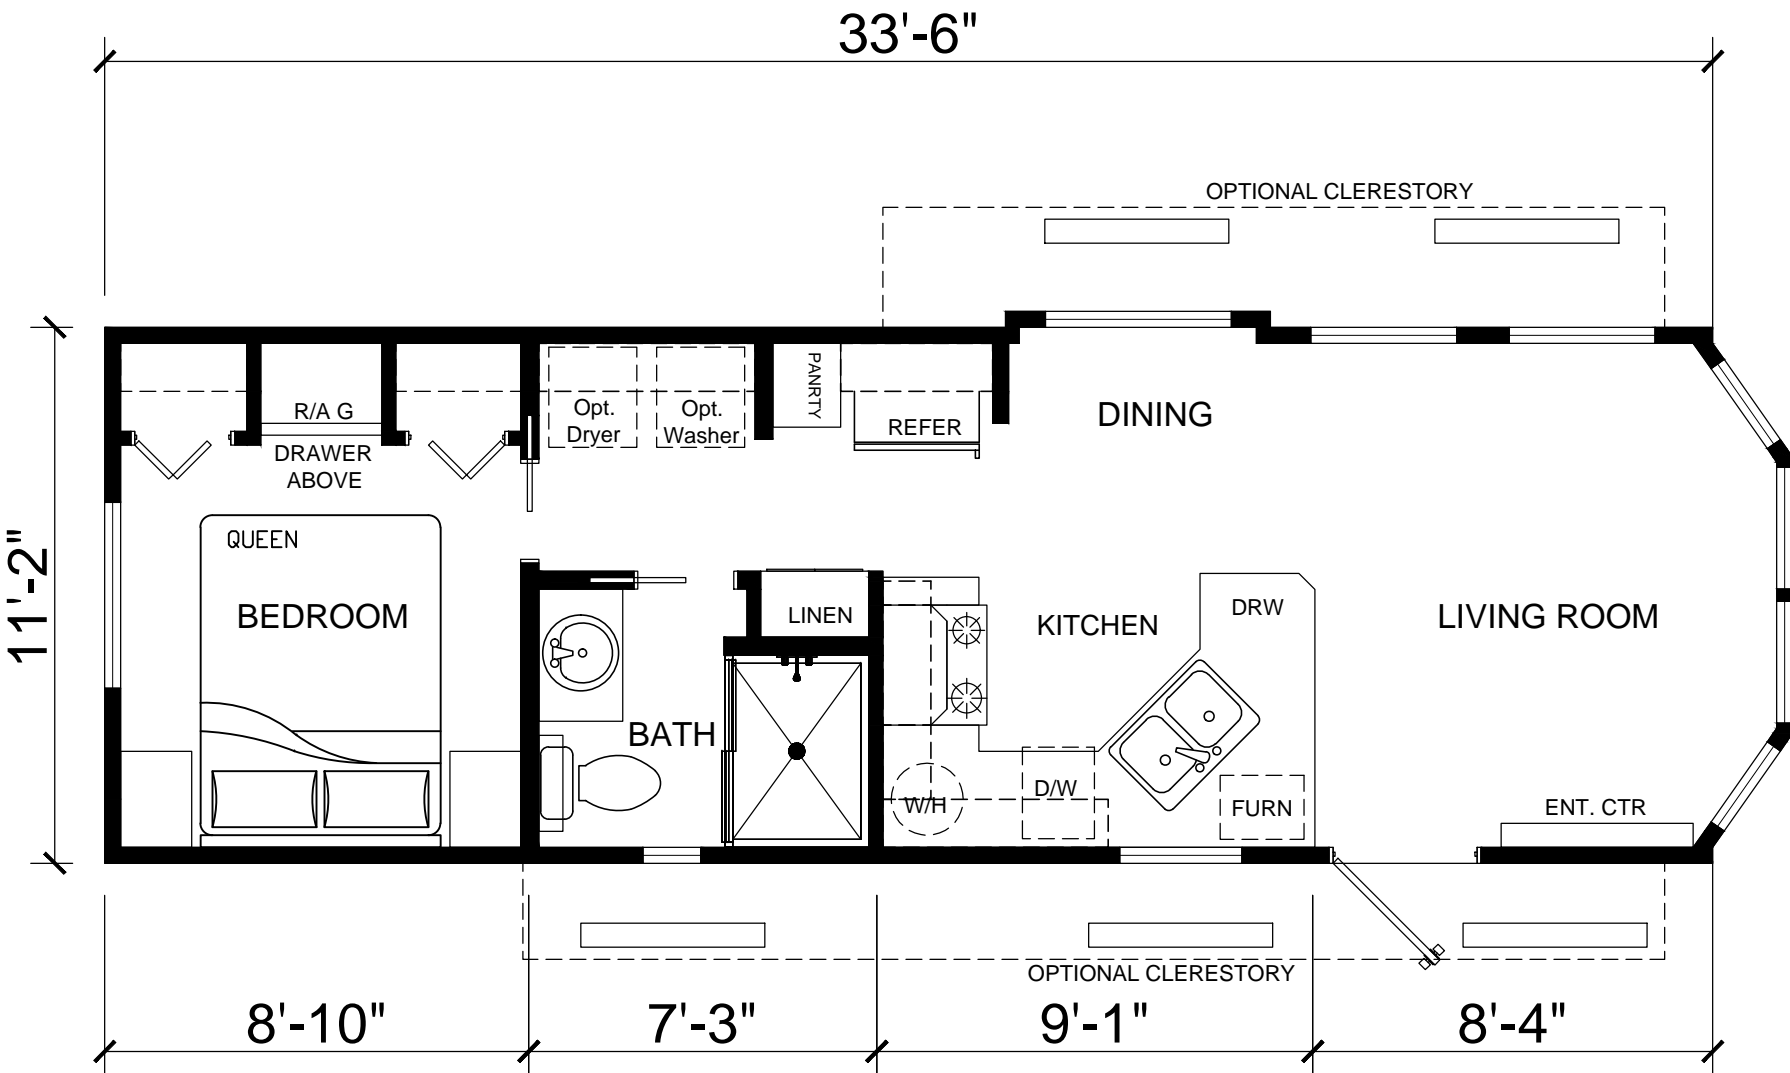 33'-6"
OPTIONAL CLERESTORY
11'-2"
R/A G
DRAWER
ABOVE
Opt.
Dryer
Opt.
Washer
PANRTY
REFER
DINING
QUEEN
BEDROOM
LINEN
BATH
KITCHEN
DRW
LIVING ROOM
W/H
D/W
FURN
ENT. CTR
OPTIONAL CLERESTORY
8'-10"
7'-3"
9'-1"
8'-4"